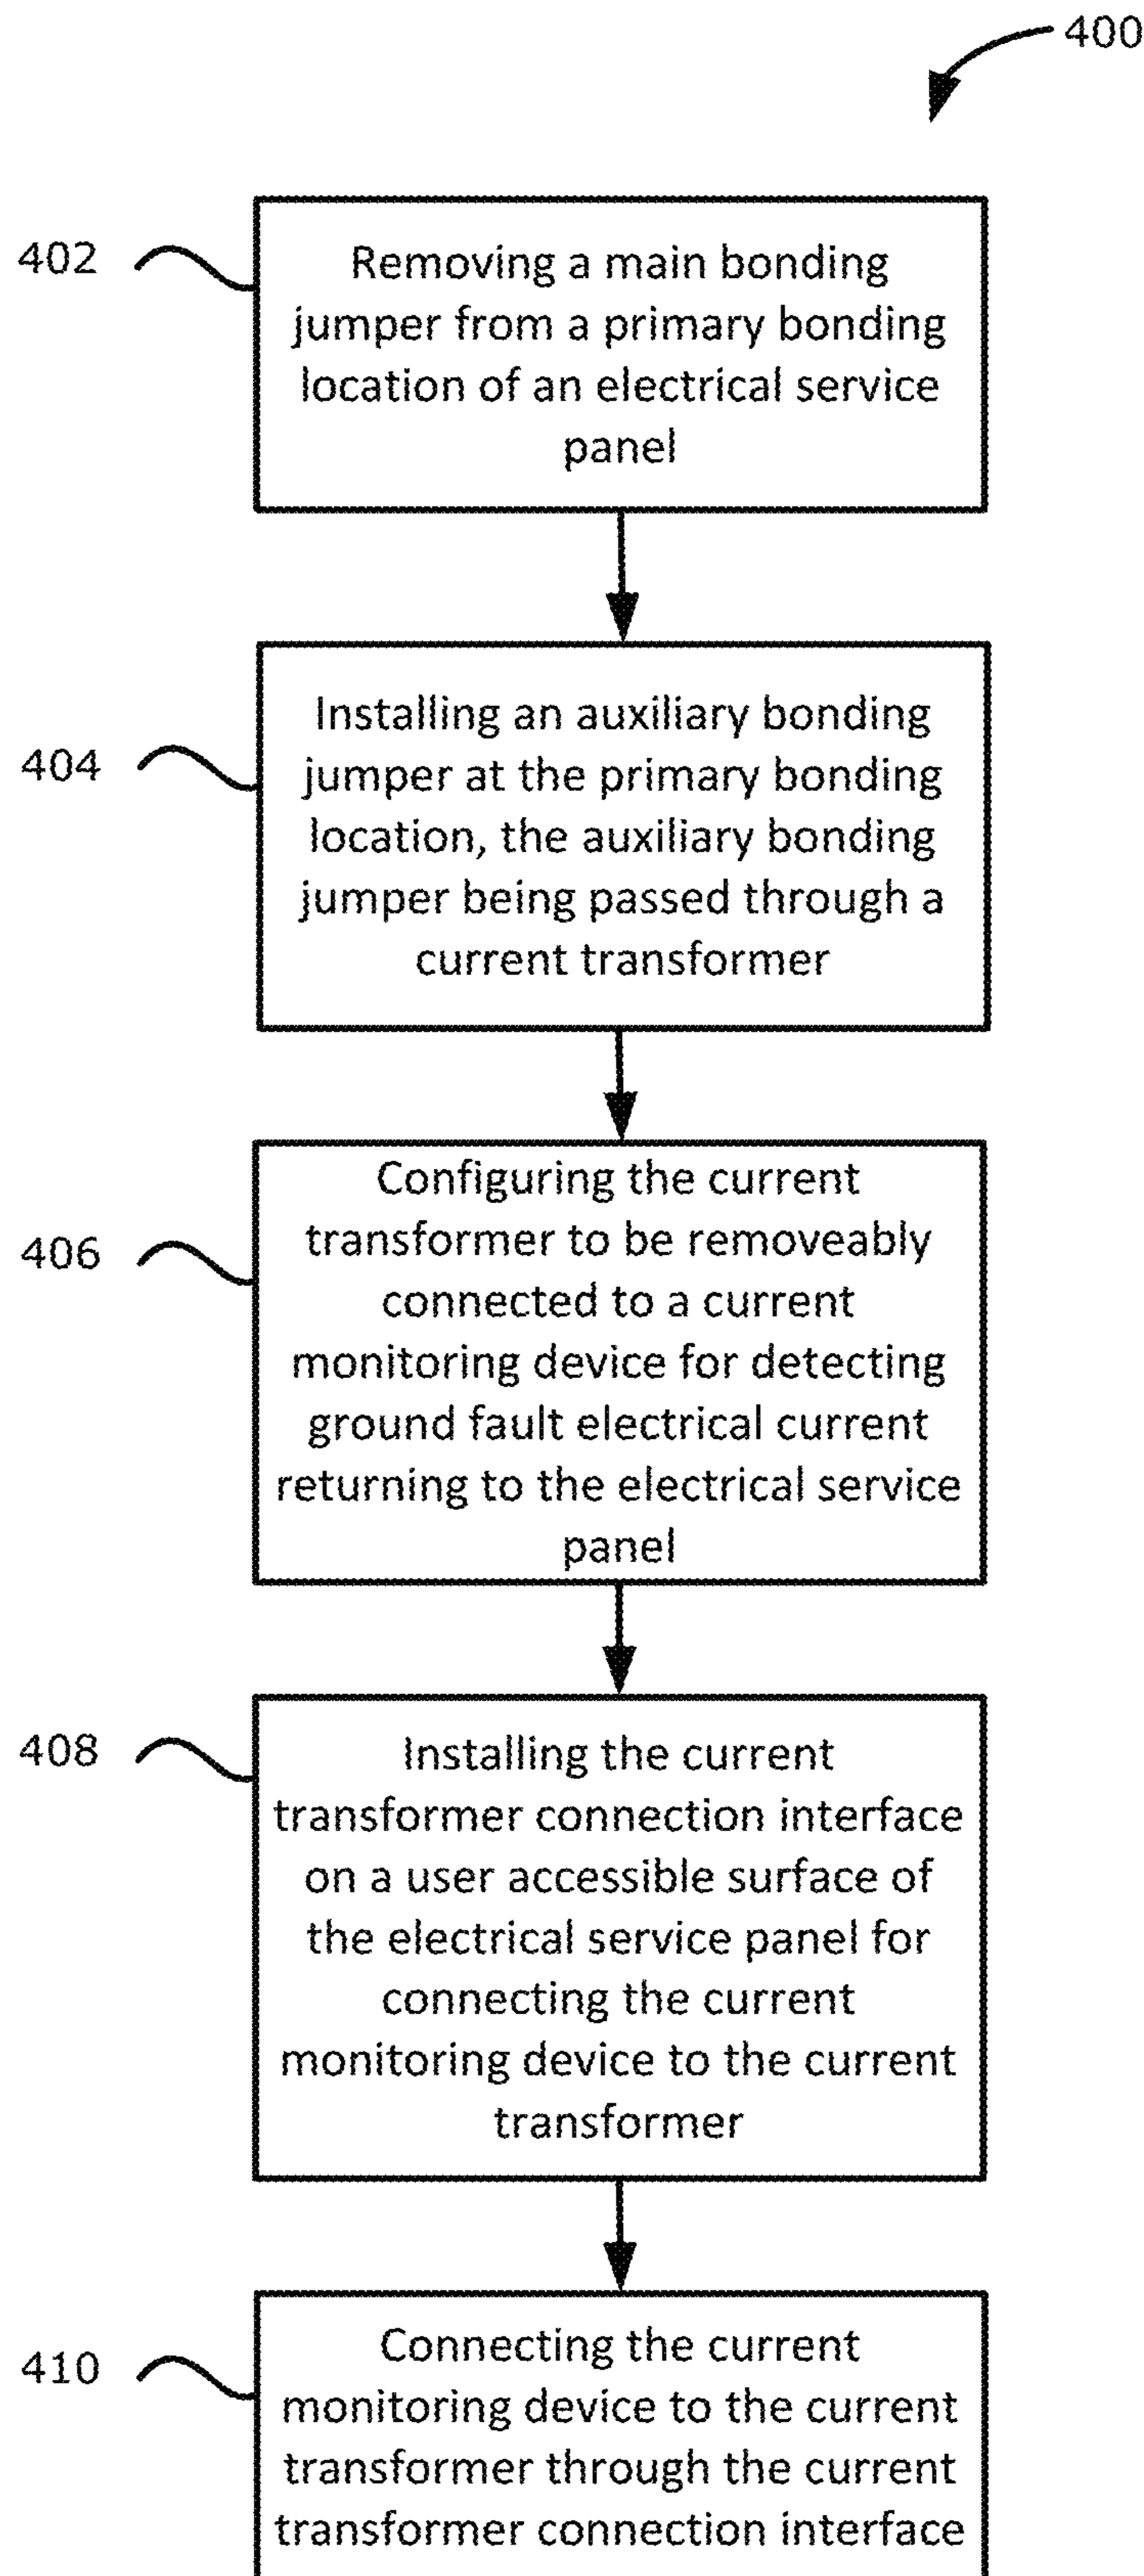 400
402
Removing a main bonding
jumper from a primary bonding
location of an electrical service
panel
404
Installing an auxiliary bonding
jumper at the primary bonding
location, the auxiliary bonding
jumper being passed through a
current transformer
406
Configuring the current
transformer to be removeably
connected to a current
monitoring device for detecting
ground fault electrical current
returning to the electrical service
panel
408
Installing the current
transformer connection interface
on a user accessible surface of
the electrical service panel for
connecting the current
monitoring device to the current
transformer
410
Connecting the current
monitoring device to the current
transformer through the current
transformer connection interface